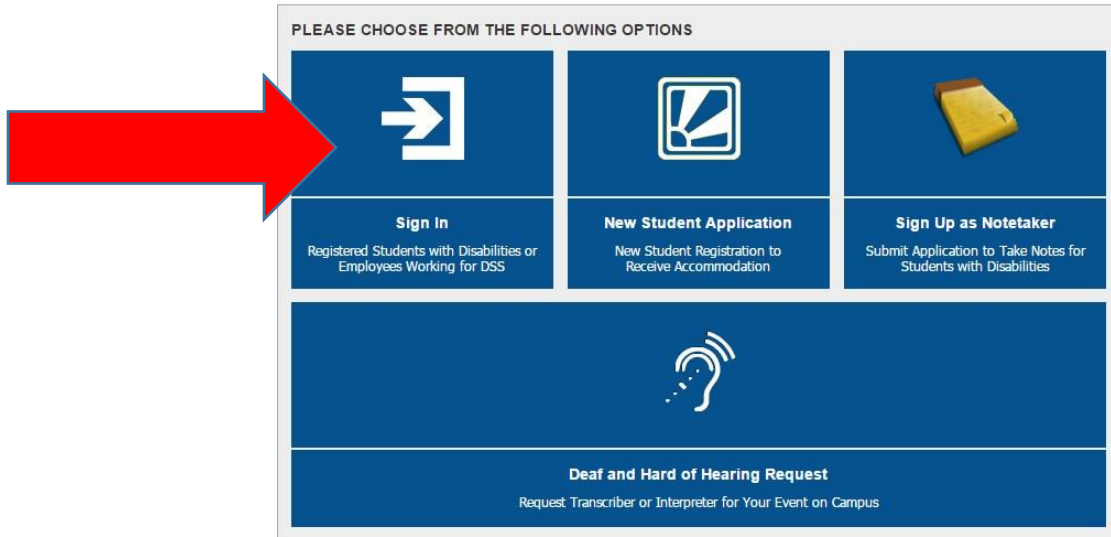 PLEASE CHOOSE FROM THE FOLLOWING OPTIONS
Sign In
Registered Students with Disabilities or
Employees Working for DSS
New Student Application
New Student Registration to
Receive Accommodation
Sign Up as Notetaker
Submit Application to Take Notes for
Students with Disabilities
Deaf and Hard of Hearing Request
Request Transcriber or Interpreter for Your Event on Campus